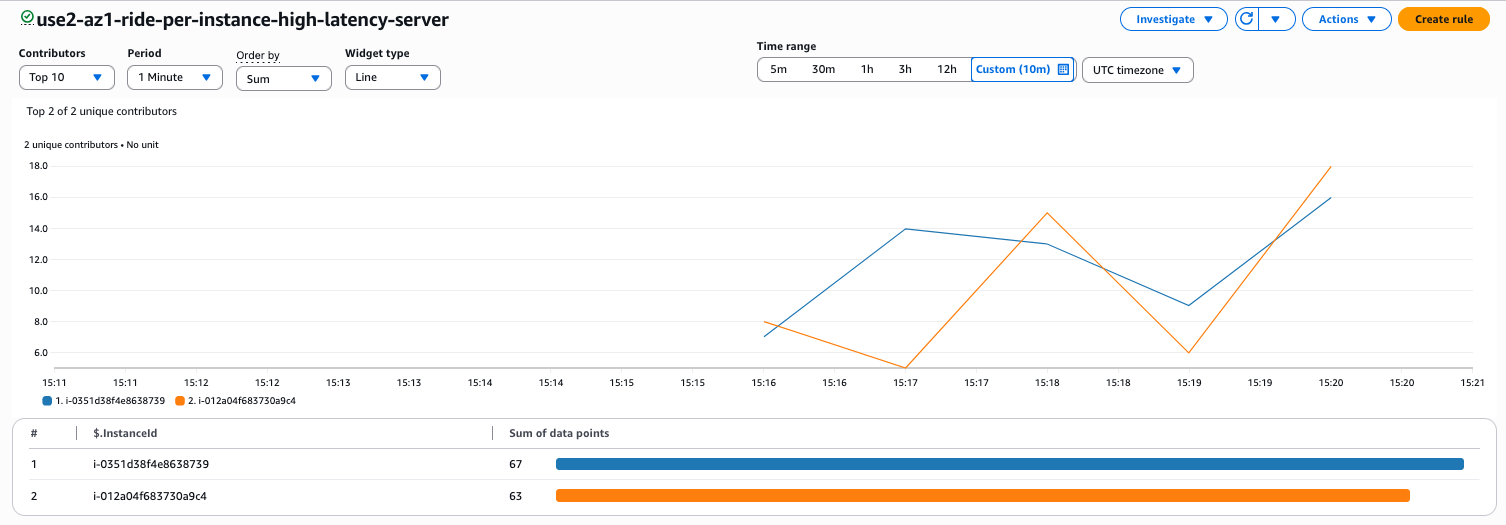 use2-az1-ride-per-instance-high-latency-server
Investigate
Actions
Create rule
Contributors
Period
Order by
Widget type
Time range
Top 10
1 Minute
Sum
Line
5m
30m
1h
3h
12h
Custom (10m)
UTC timezone
Top 2 of 2 unique contributors
2 unique contributors • No unit
18.0
16.0
14.0
12.0
10.0
8.0
6.0
15:11 15:11 15:12 15:12 15:13 15:13 15:14 15:14 15:15 15:15 15:16 15:16 15:17 15:17 15:18 15:18 15:19 15:19 15:20 15:20 15:21
1. i-0351d38f4e8638739 2. i-012a04f683730a9c4
# $.InstanceId Sum of data points
1 i-0351d38f4e8638739 67
2 i-012a04f683730a9c4 63